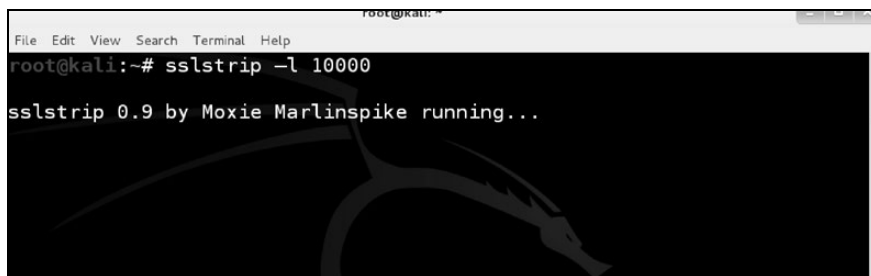 root@kali: ~
File Edit View Search Terminal Help
root@kali:~# sslstrip –l 10000
sslstrip 0.9 by Moxie Marlinspike running...